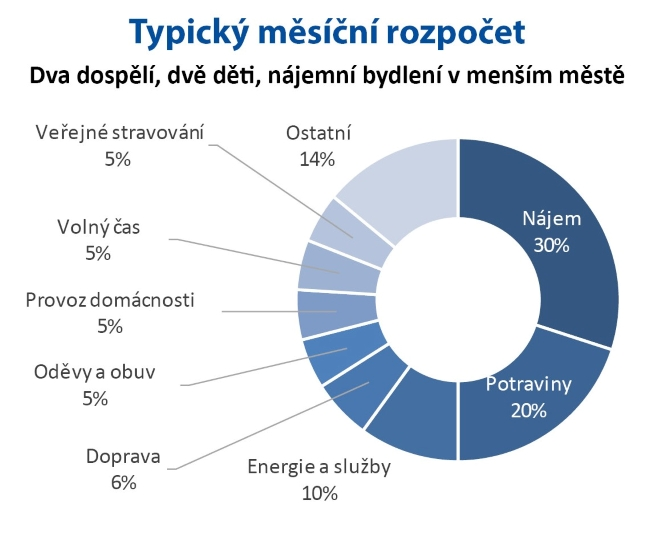 Typický měsíční rozpočet
Dva dospělí, dvě děti, nájemní bydlení v menším městě
Veřejné stravování
5%
Ostatní
14%
Nájem
30%
Volný čas
5%
Provoz domácnosti
5%
Oděvy a obuv
5%
Potraviny
20%
Doprava
6%
Energie a služby
10%